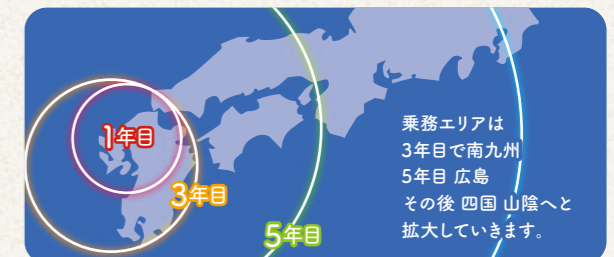 1年目
3年目
5年目
乗務エリアは
3年目で南九州
5年目 広島
その後 四国 山陰へと
拡大していきます。